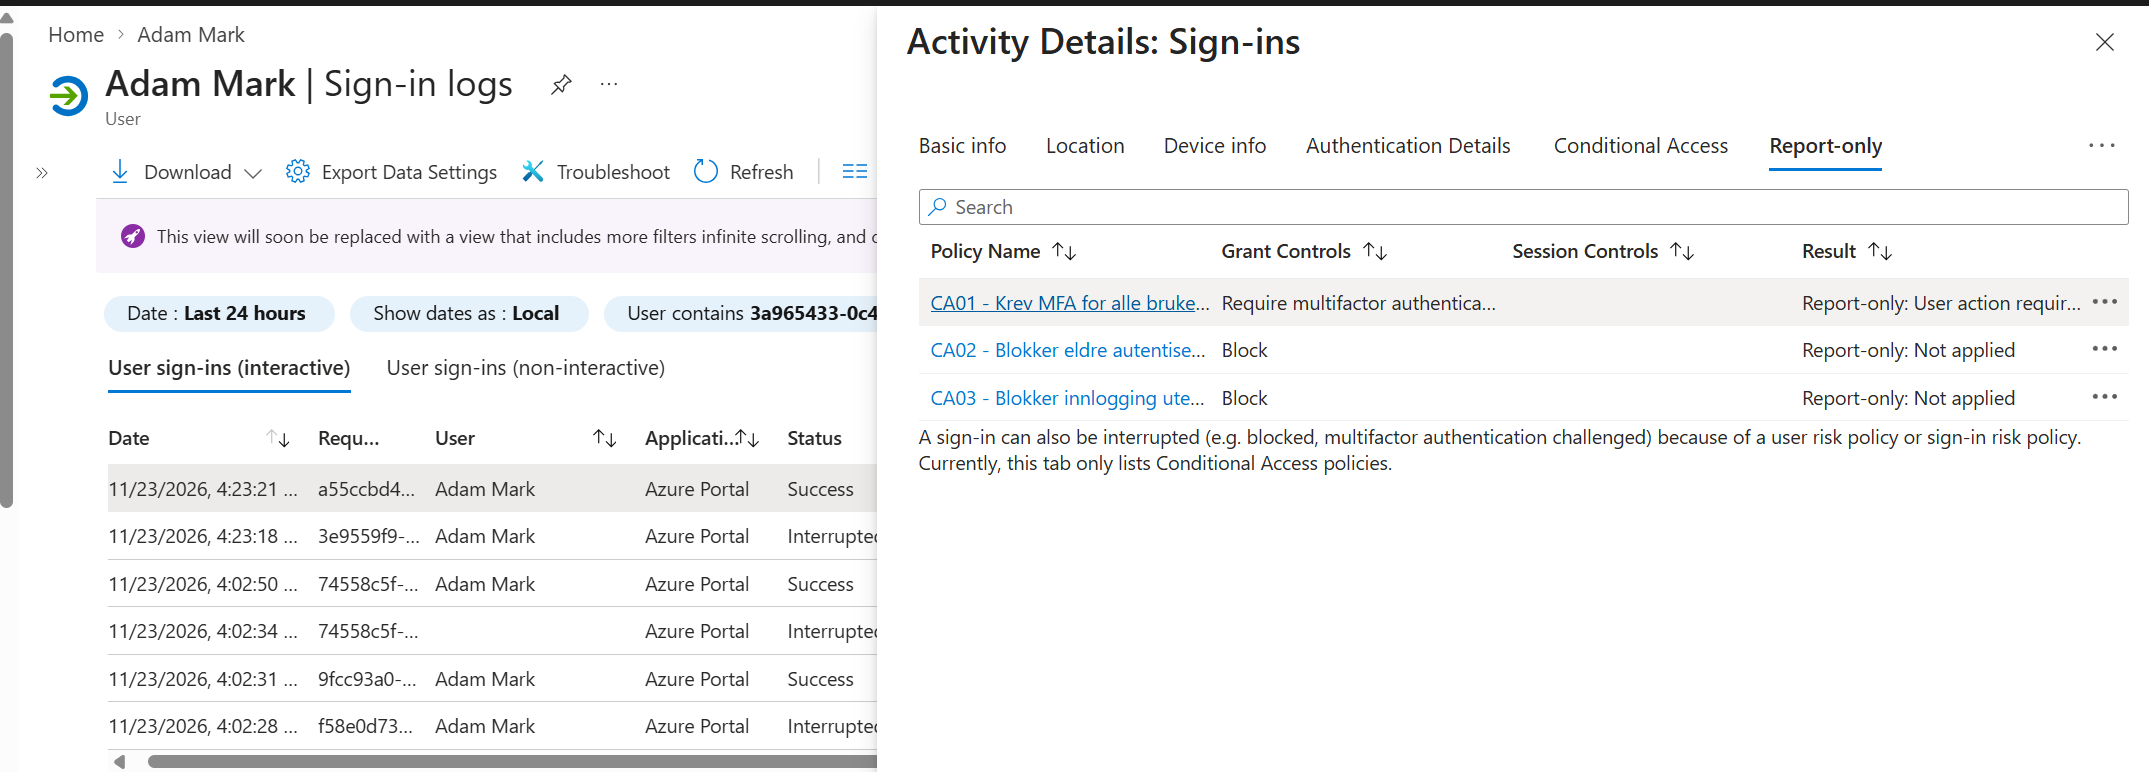 Home > Adam Mark
Adam Mark | Sign-in logs ...
User
Download Export Data Settings Troubleshoot Refresh
This view will soon be replaced with a view that includes more filters infinite scrolling, and
Date : Last 24 hours Show dates as : Local User contains 3a965433-0c4
User sign-ins (interactive) User sign-ins (non-interactive)
Date Requ... User Applicati... Status
11/23/2026, 4:23:21 ... a55ccbd4... Adam Mark Azure Portal Success
11/23/2026, 4:23:18 ... 3e9559f9-... Adam Mark Azure Portal Interrupted
11/23/2026, 4:02:50 ... 74558c5f-... Adam Mark Azure Portal Success
11/23/2026, 4:02:34 ... 74558c5f-... Azure Portal Interrupted
11/23/2026, 4:02:31 ... 9fcc93a0-... Adam Mark Azure Portal Success
11/23/2026, 4:02:28 ... f58e0d73... Adam Mark Azure Portal Interrupted
Activity Details: Sign-ins
Basic info Location Device info Authentication Details Conditional Access Report-only ...
Search
Policy Name Grant Controls Session Controls Result
CA01 - Krev MFA for alle bruke... Require multifactor authentica... Report-only: User action requir... ...
CA02 - Blokker eldre autentise... Block Report-only: Not applied ...
CA03 - Blokker innlogging ute... Block Report-only: Not applied ...
A sign-in can also be interrupted (e.g. blocked, multifactor authentication challenged) because of a user risk policy or sign-in risk policy.
Currently, this tab only lists Conditional Access policies.